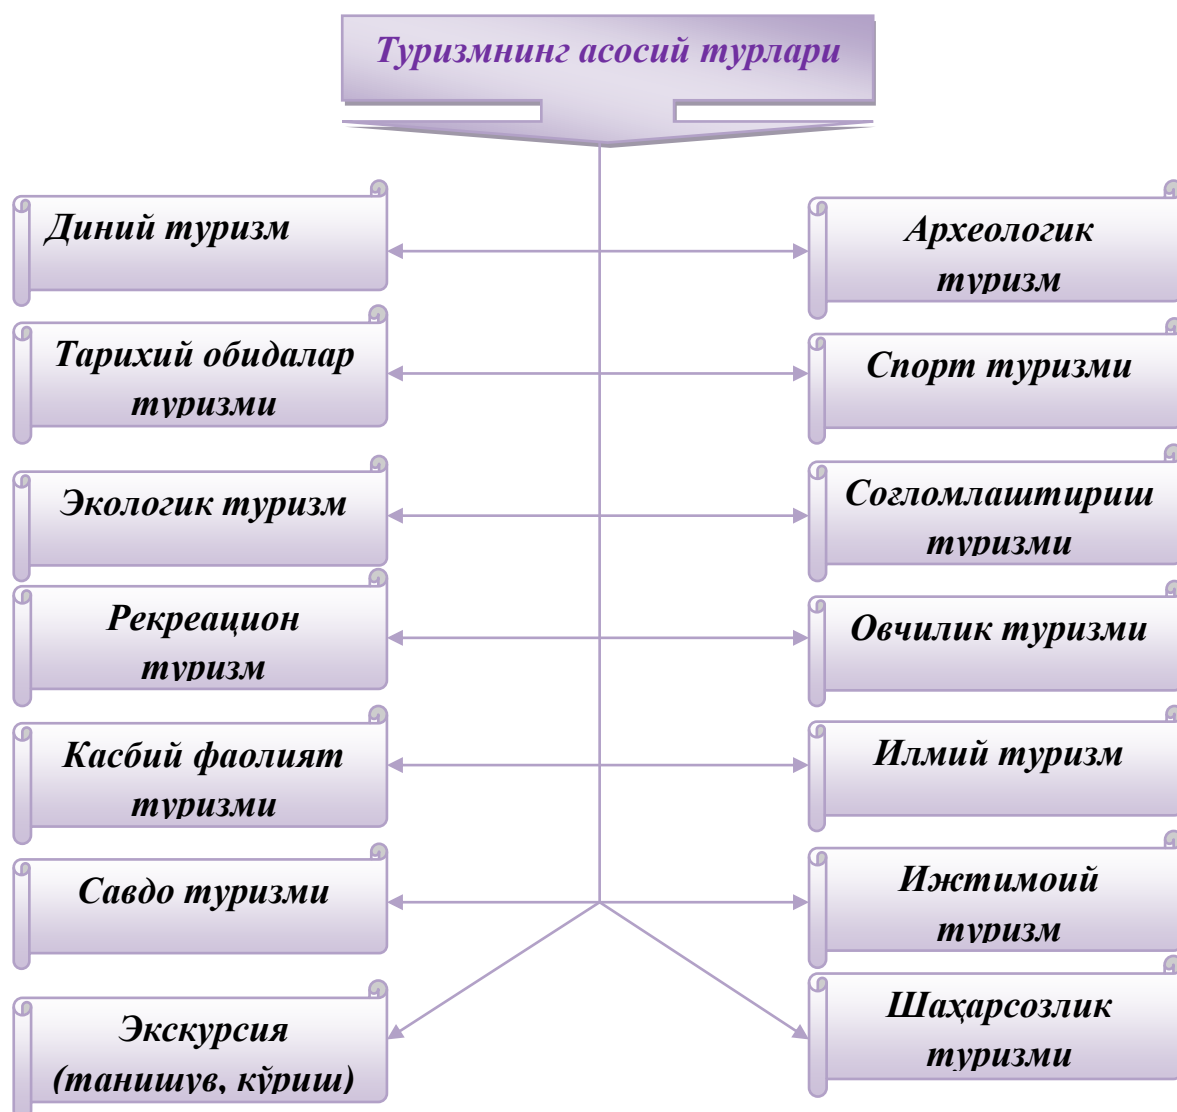 Туризмнинг асосий турлари
Диний туризм
Археологик
туризм
Тарихий обидалар
туризми
Спорт туризми
Экологик туризм
Соғломлаштириш
туризми
Рекреацион
туризм
Овчилик туризми
Касбий фаолият
туризми
Илмий туризм
Савдо туризми
Ижтимоий
туризм
Экскурсия
(танишув, кўриш)
Шаҳарсозлик
туризми